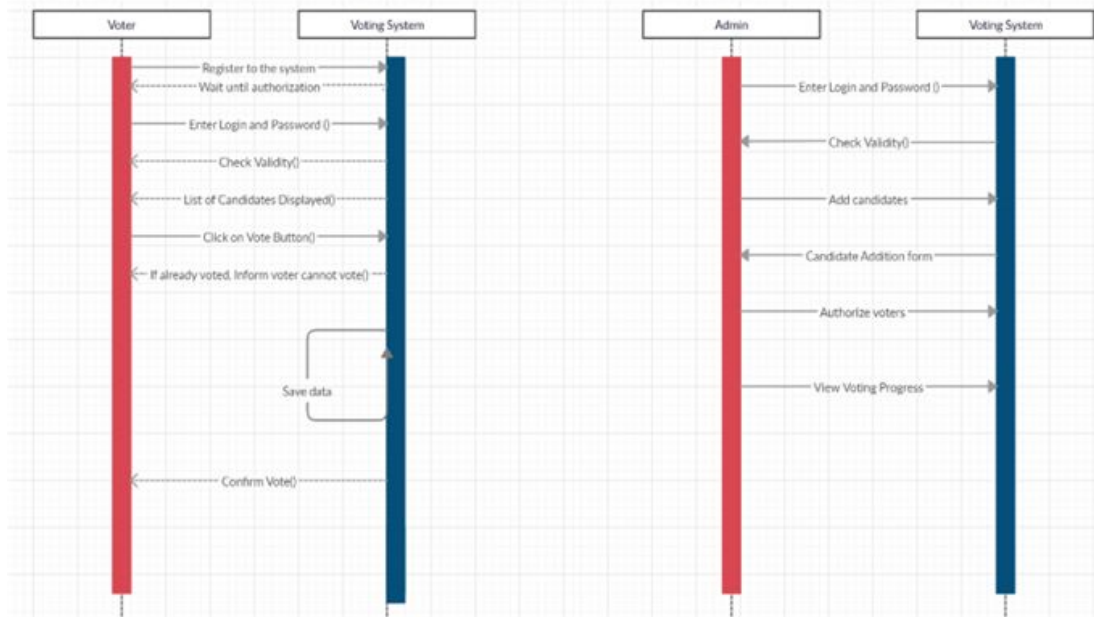 Voter
Voting System
Register to the system
Wait until authorization
Enter Login and Password ()
Check Validity()
List of Candidates Displayed()
Click on Vote Button()
If already voted, Inform voter cannot vote()
Save data
Confirm Vote()
Admin
Voting System
Enter Login and Password ()
Check Validity()
Add candidates
Candidate Addition form
Authorize voters
View Voting Progress